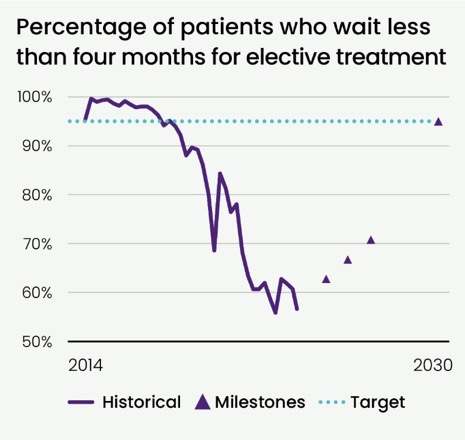 Percentage of patients who wait less
than four months for elective treatment
100%
90%
80%
70%
60%
50%
2014 2030
Historical Milestones Target